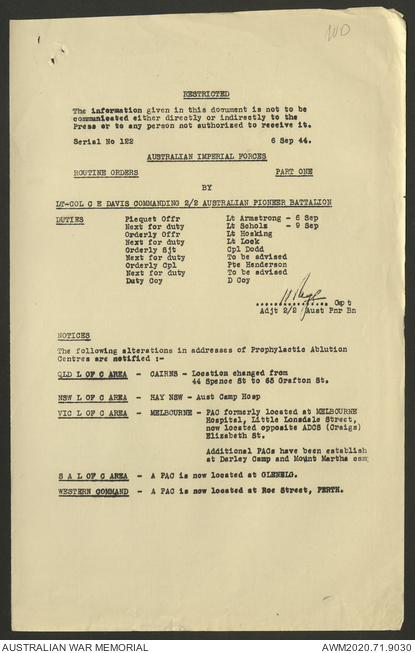 WD
RESTRICTED
The information given in this document is not to be
communicated either directly or indirectly to the
Press or to any person not authorized to receive it.
Serial No 122 6 Sep 44.
AUSTRALIAN IMPERIAL FORCES
ROUTINE ORDERS PART ONE
BY
LT-COL C E DAVIS COMMANDING 2/2 AUSTRALIAN PIONEER BATTALION
DUTIES Picquet Offr Lt Armstrong - 6 Sep
Next for duty Lt Scholz - 9 Sep
Orderly Offr Lt Hosking
Next for duty Lt Lock
Orderly Sjt Cpl Dodd
Next for duty To be advised
Orderly Cpl Pte Henderson
Next for duty To be advised
Duty Coy D Coy
................ Capt
Adjt 2/2 Aust Pnr Bn
NOTICES
The following alterations in addresses of Prophylactic Ablution
Centres are notified :-
QLD L OF C AREA - CAIRNS - Location changed from
44 Spence St to 63 Grafton St.
NSW L OF C AREA - HAY NSW - Aust Camp Hosp
VIC L OF C AREA - MELBOURNE - PAC formerly located at MELBOURNE
Hospital, Little Lonsdale Street,
now located opposite ADCS (Craigs)
Elizabeth St.
Additional PACs have been establish
at Darley Camp and Mount Martha cam
S A L OF C AREA - A PAC is now located at GLENELG.
WESTERN COMMAND - A PAC is now located at Roe Street, PERTH.
AUSTRALIAN WAR MEMORIAL AWM2020.71.9030